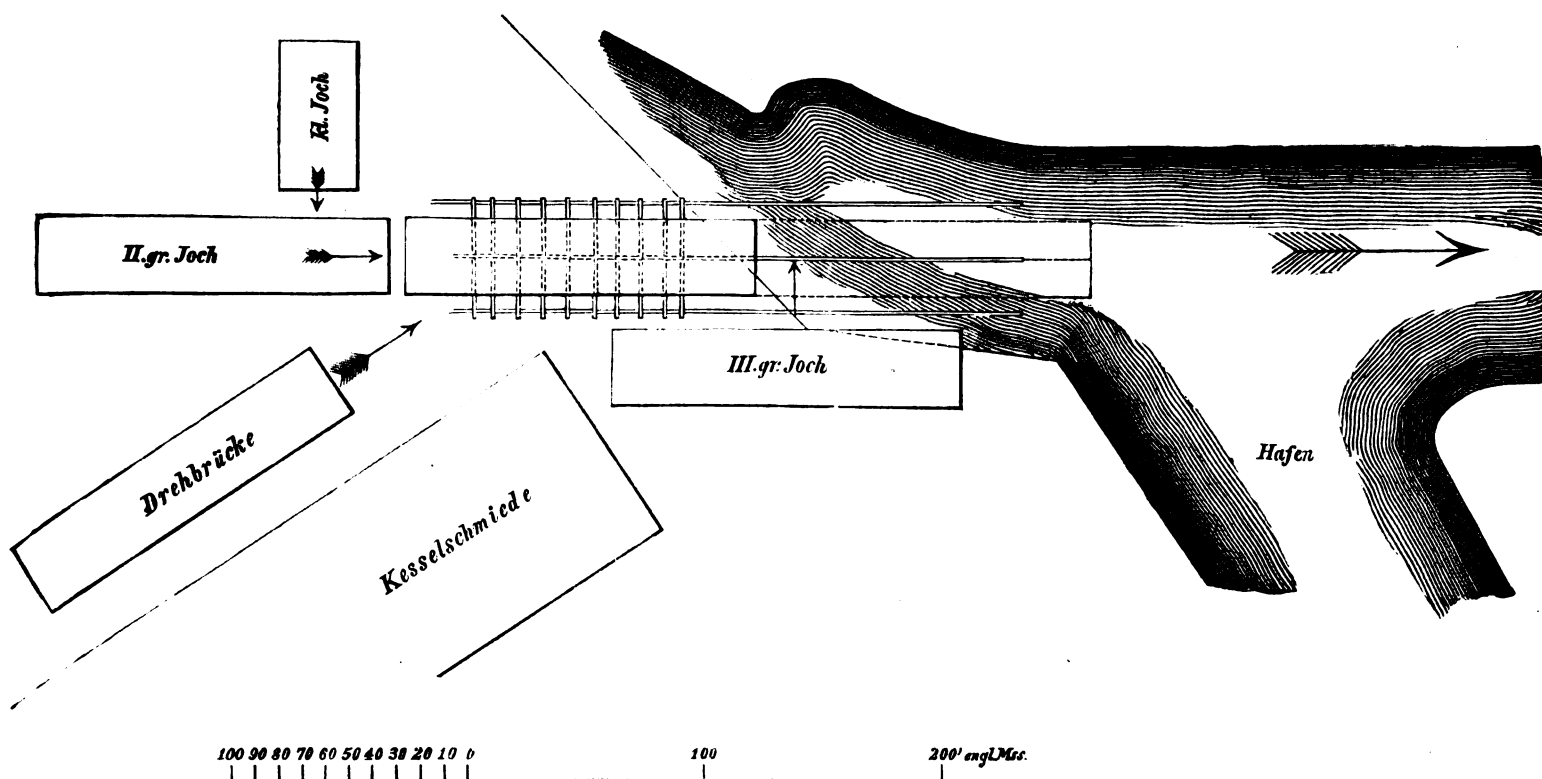 kl. Joch
II. gr. Joch
III. gr. Joch
Drehbrücke
Kesselschmiede
Hafen
100 90 80 70 60 50 40 30 20 10 0 100 200' engl. Mss.